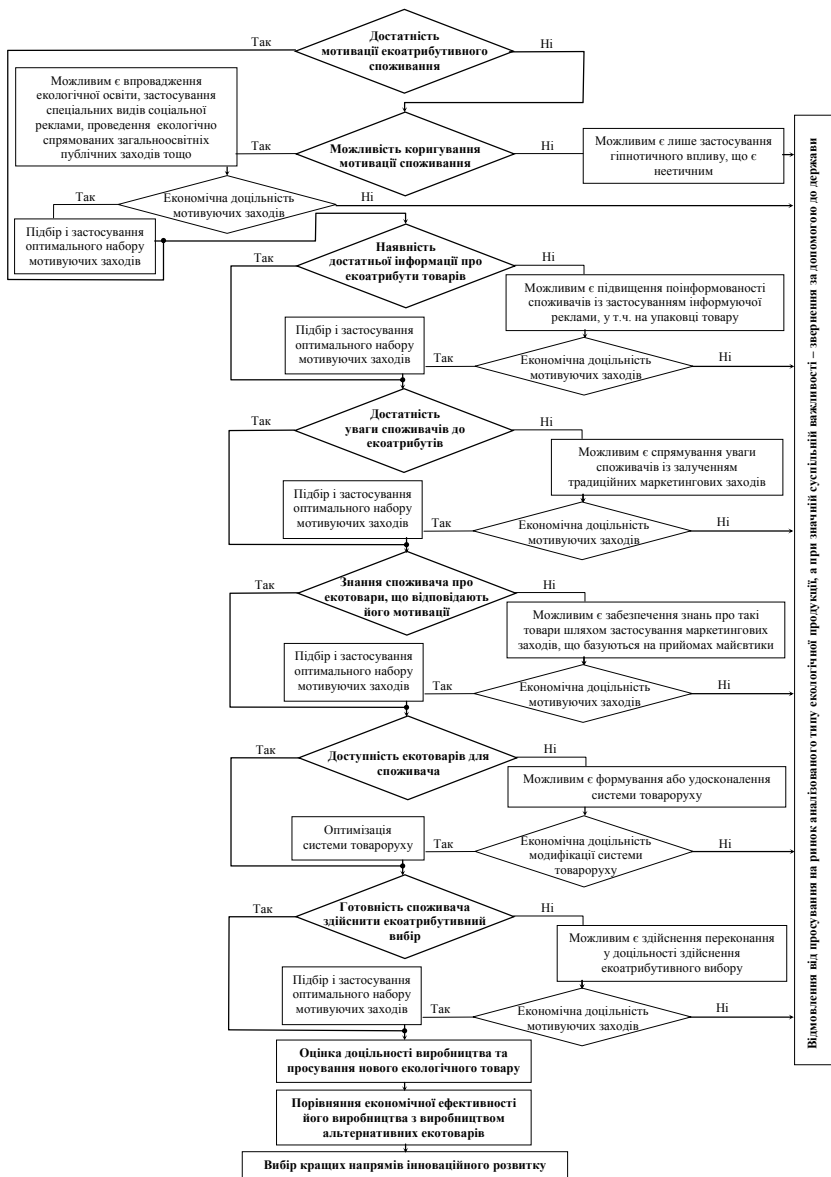 Достатність
мотивації екоатрибутивного
споживання
Так
Ні
Можливим є впровадження
екологічної освіти, застосування
спеціальних видів соціальної
реклами, проведення екологічно
спрямованих загальноосвітніх
публічних заходів тощо
Так
Можливість коригування
мотивації споживання
Ні
Можливим є лише застосування
гіпнотичного впливу, що є
неетичним
Так
Економічна доцільність
мотивуючих заходів
Ні
Підбір і застосування
оптимального набору
мотивуючих заходів
Так
Наявність
достатньої інформації про
екоатрибути товарів
Ні
Можливим є підвищення поінформованості
споживачів із застосування інформуючої
реклами, у т.ч. на упаковці товару
Підбір і застосування
оптимального набору
мотивуючих заходів
Так
Економічна доцільність
мотивуючих заходів
Ні
Так
Достатність
уваги споживачів до
екоатрибутів
Ні
Можливим є спрямування уваги
споживачів із залученням
традиційних маркетингових заходів
Підбір і застосування
оптимального набору
мотивуючих заходів
Так
Економічна доцільність
мотивуючих заходів
Ні
Так
Знання споживача про
екотовари, що відповідають
його мотивації
Ні
Можливим є забезпечення знань про такі
товари шляхом застосування маркетингових
заходів, що базуються на прийомах майєвтики
Підбір і застосування
оптимального набору
мотивуючих заходів
Так
Економічна доцільність
мотивуючих заходів
Ні
Так
Доступність екотоварів для
споживача
Ні
Можливим є формування або удосконалення
системи товароруху
Оптимізація
системи товароруху
Так
Економічна доцільність
модифікації системи
товароруху
Ні
Так
Готовність споживача
здійснити екоатрибутивний
вибір
Ні
Можливим є здійснення переконання
у доцільності здійснення
екоатрибутивного вибору
Підбір і застосування
оптимального набору
мотивуючих заходів
Так
Економічна доцільність
мотивуючих заходів
Ні
Оцінка доцільності виробництва та
просування нового екологічного товару
Порівняння економічної ефективності
його виробництва з виробництвом
альтернативних екотоварів
Вибір кращих напрямів інноваційного розвитку
Відмовлення від просування на ринок аналізованого типу екологічної продукції, а при значній суспільній важливості – звернення за допомогою до держави